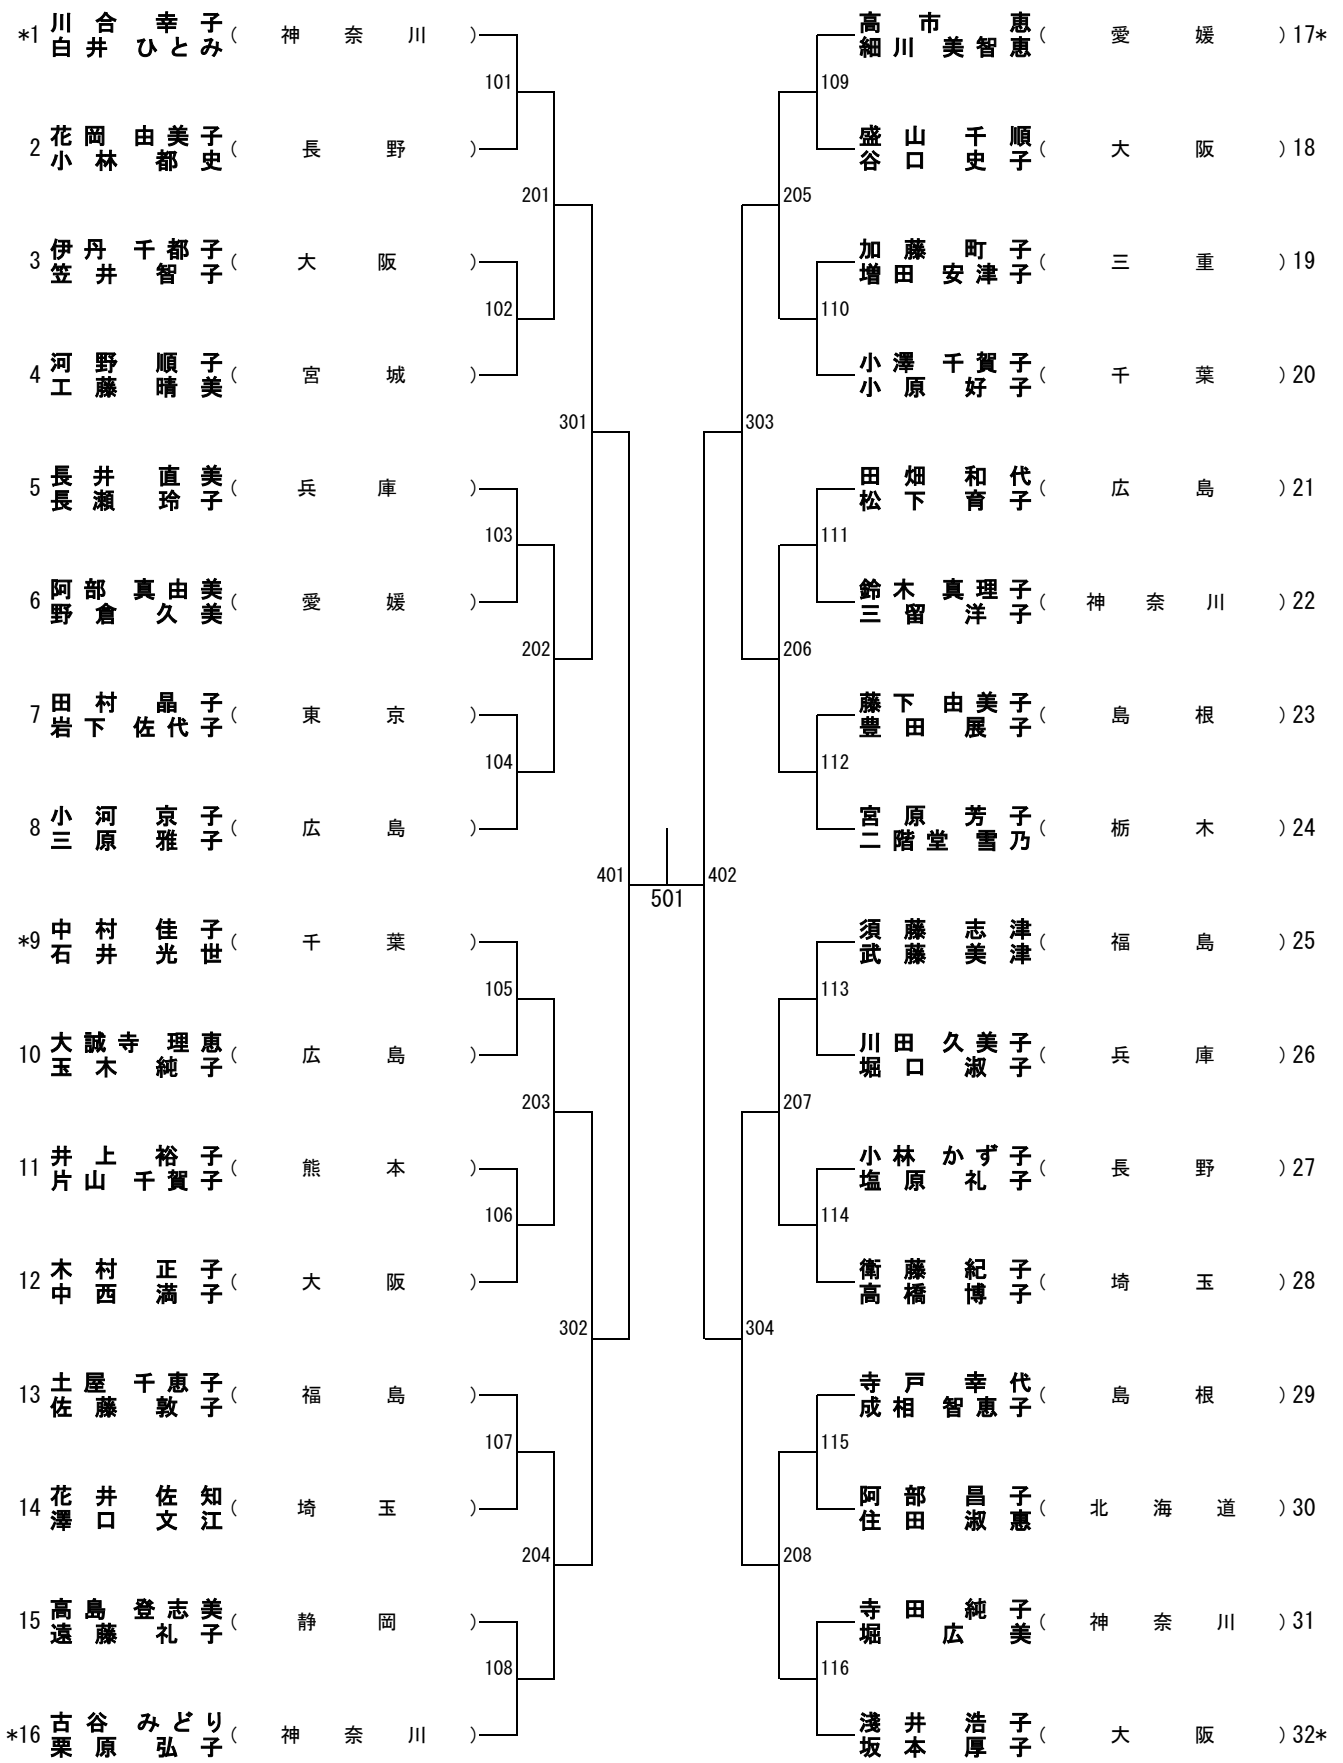 *1 川合 幸子 (神奈川)
白井 ひとみ
101
2 花岡 由美子 (長野)
小林 都史
201
3 伊丹 千都子 (大阪)
笠井 智子
102
4 河野 順子 (宮城)
工藤 晴美
301
5 長井 直美 (兵庫)
長瀬 玲子
103
6 阿部 真由美 (愛媛)
野倉 久美
202
7 田村 晶子 (東京)
岩下 佐代子
104
8 小河 京子 (広島)
三原 雅子
401
*9 中村 佳子 (千葉)
石井 光世
105
10 大誠寺 理恵 (広島)
玉木 純子
203
11 井上 裕子 (熊本)
片山 千賀子
106
12 木村 正子 (大阪)
中西 満子
302
13 土屋 千恵子 (福島)
佐藤 敦子
107
14 花井 佐知 (埼玉)
澤口 文江
204
15 高島 登志美 (静岡)
遠藤 礼子
108
*16 古谷 みどり (神奈川)
栗原 弘子
501
高市 恵 (愛媛) 17*
細川 美智恵
109
盛山 千順 (大阪) 18
谷口 史子
205
加藤 町子 (三重) 19
増田 安津子
110
小澤 千賀子 (千葉) 20
小原 好子
303
田畑 和代 (広島) 21
松下 育子
111
鈴木 真理子 (神奈川) 22
三留 洋子
206
藤下 由美子 (島根) 23
豊田 展子
112
宮原 芳子 (栃木) 24
二階堂 雪乃
402
須藤 志津 (福島) 25
武藤 美津
113
川田 久美子 (兵庫) 26
堀口 淑子
207
小林 かず子 (長野) 27
塩原 礼子
114
衛藤 紀子 (埼玉) 28
高橋 博子
304
寺戸 幸代 (島根) 29
成相 智恵子
115
阿部 昌子 (北海道) 30
住田 淑惠
208
寺田 純子 (神奈川) 31
堀 広美
116
淺井 浩子 (大阪) 32*
坂本 厚子